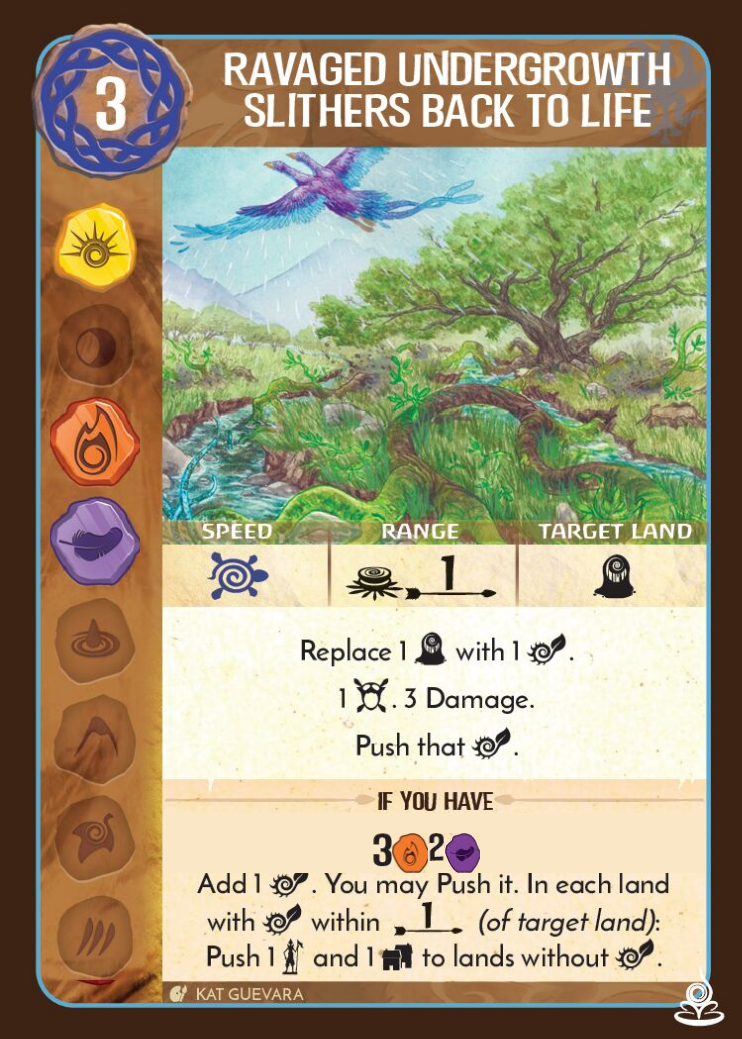 3
RAVAGED UNDERGROWTH
SLITHERS BACK TO LIFE
SPEED RANGE TARGET LAND
1
Replace 1 with 1 .
1 . 3 Damage.
Push that .
IF YOU HAVE
3 2
Add 1 . You may Push it. In each land
with within 1 (of target land):
Push 1 and 1 to lands without .
KAT GUEVARA